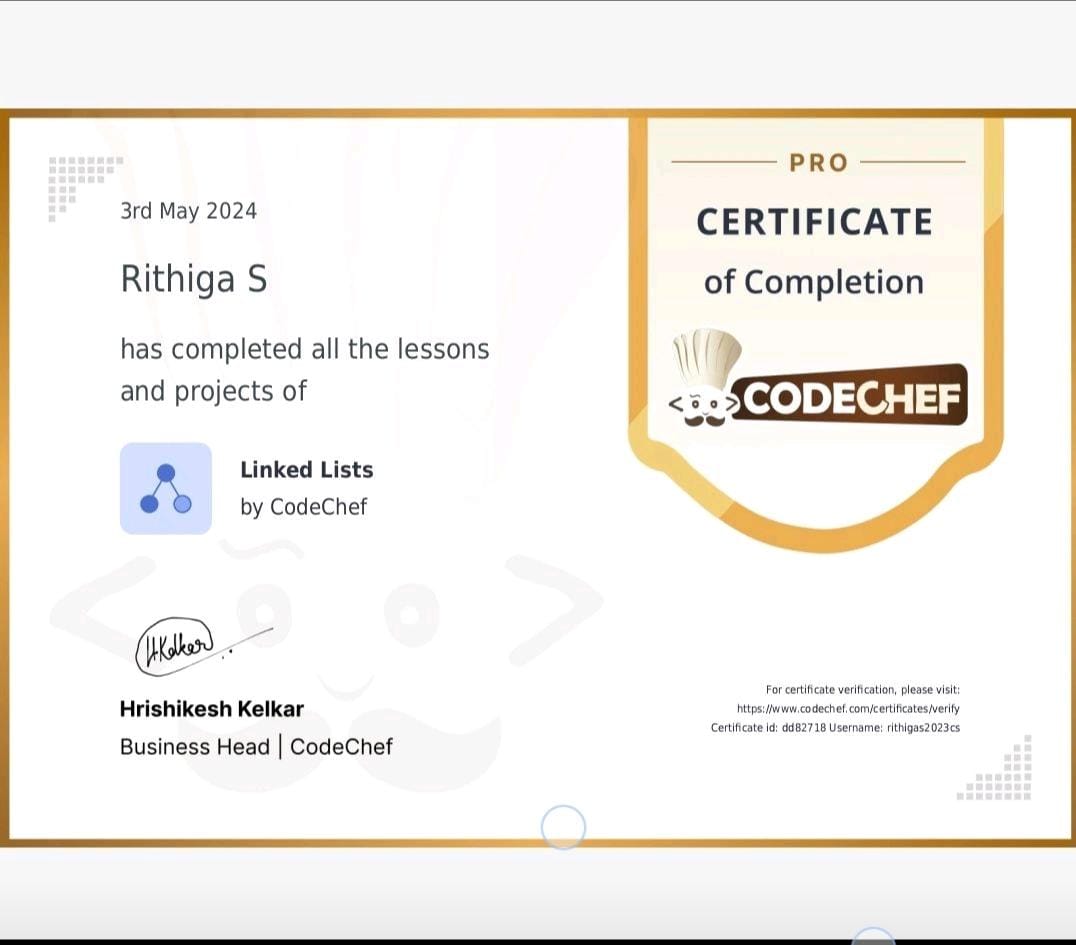 3rd May 2024
Rithiga S
has completed all the lessons
and projects of
Linked Lists
by CodeChef
HKelkar
Hrishikesh Kelkar
Business Head | CodeChef
PRO
CERTIFICATE
of Completion
CODECHEF
For certificate verification, please visit:
https://www.codechef.com/certificates/verify
Certificate id: dd82718 Username: rithigas2023cs